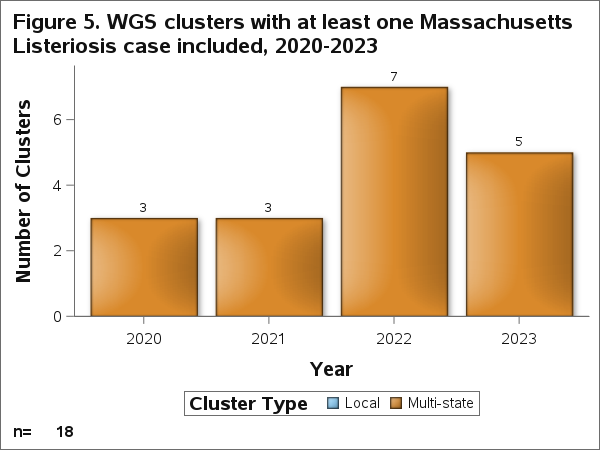 Figure 5. WGS clusters with at least one Massachusetts
Listeriosis case included, 2020-2023
Number of Clusters
7
6
5
4
3
3
2
0
2020
2021
2022
2023
Year
Cluster Type Local Multi-state
n= 18